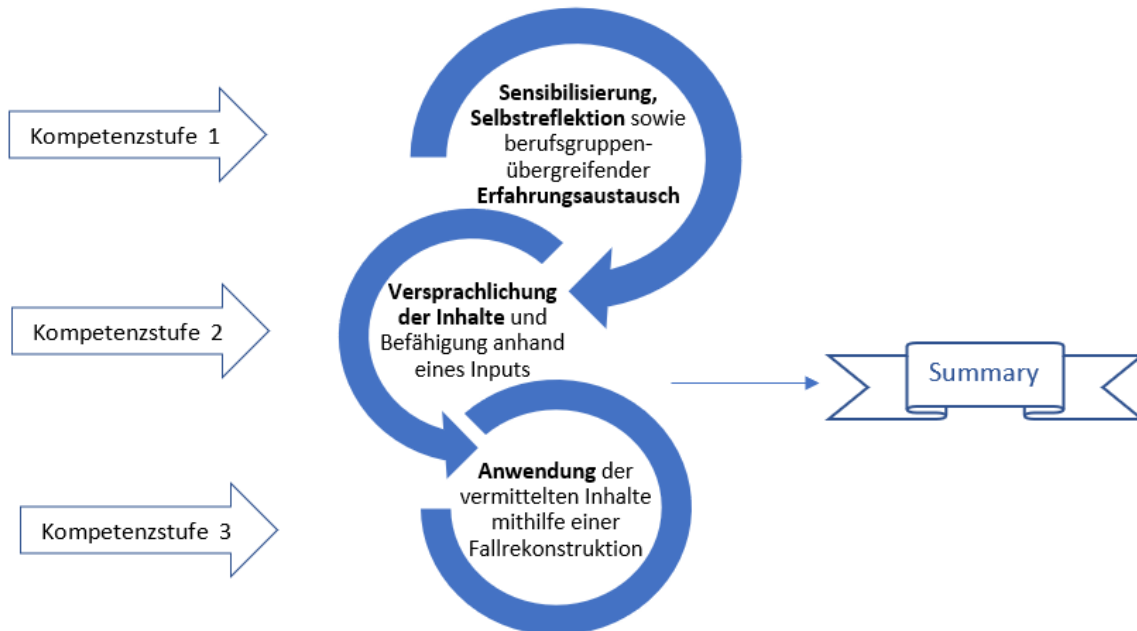 Kompetenzstufe 1
Sensibilisierung,
Selbstreflektion sowie
berufsgruppen-
übergreifender
Erfahrungsaustausch
Kompetenzstufe 2
Versprachlichung
der Inhalte und
Befähigung anhand
eines Inputs
Summary
Kompetenzstufe 3
Anwendung der
vermittelten Inhalte
mithilfe einer
Fallrekonstruktion